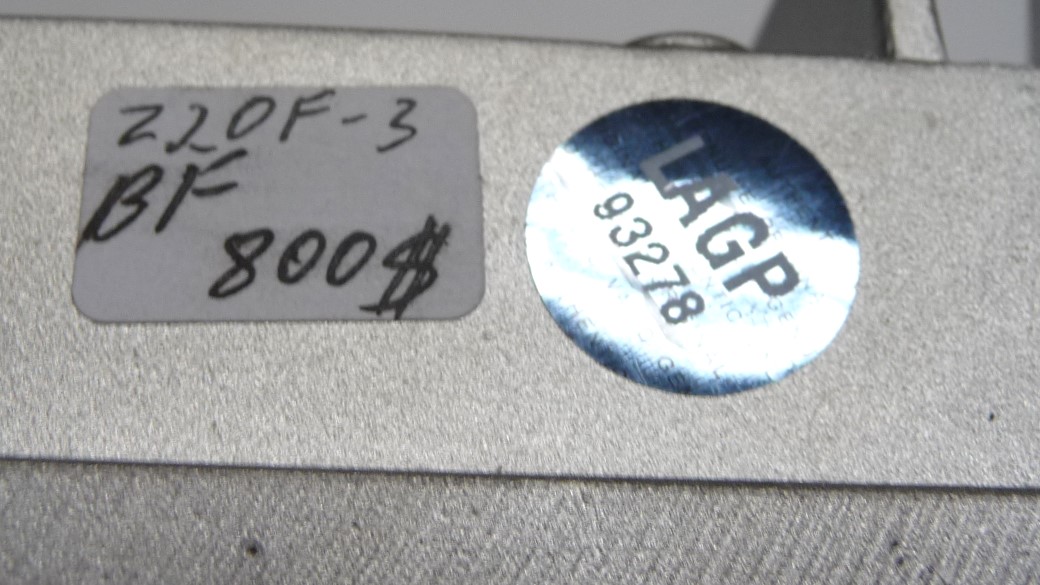 Z20F-3
BF
800$
LAGP
93278